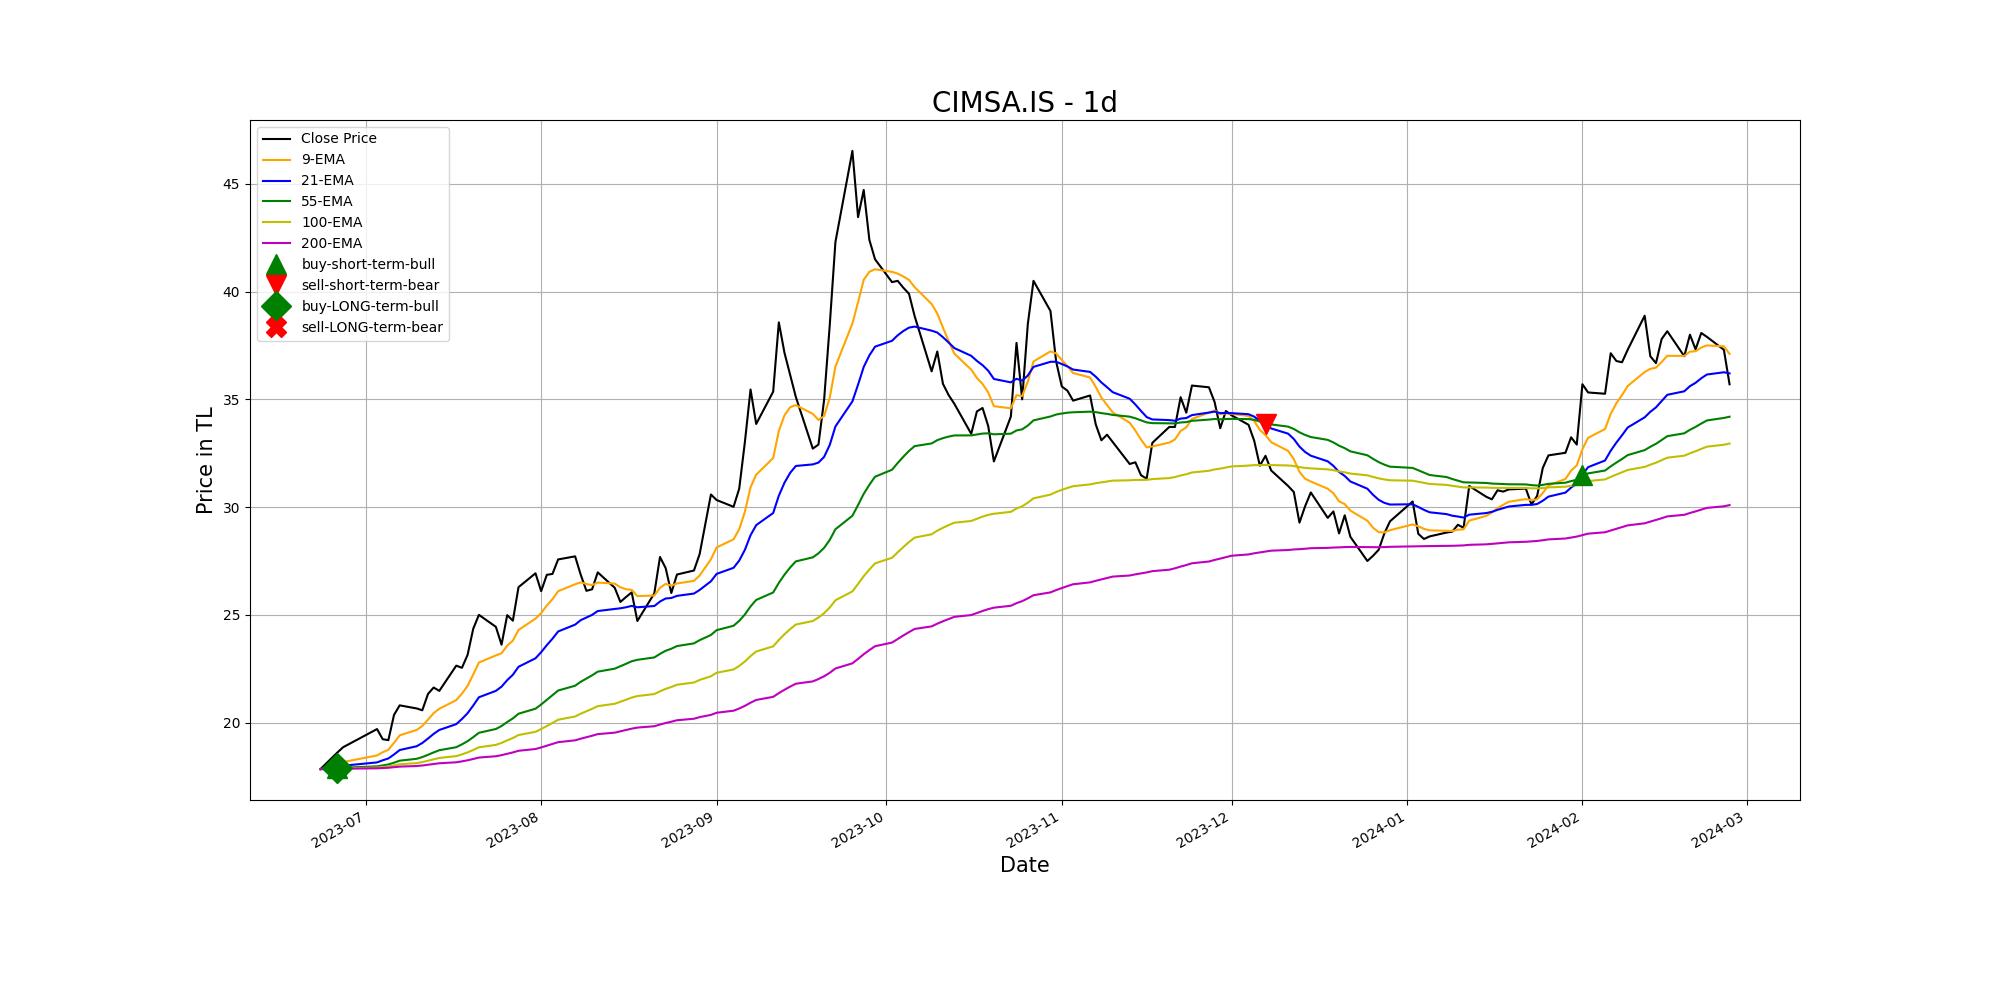 CIMSA.IS - 1d
Close Price
9-EMA
21-EMA
55-EMA
100-EMA
200-EMA
buy-short-term-bull
sell-short-term-bear
buy-LONG-term-bull
sell-LONG-term-bear
Price in TL
45
40
35
30
25
20
2023-07
2023-08
2023-09
2023-10
2023-11
2023-12
2024-01
2024-02
2024-03
Date